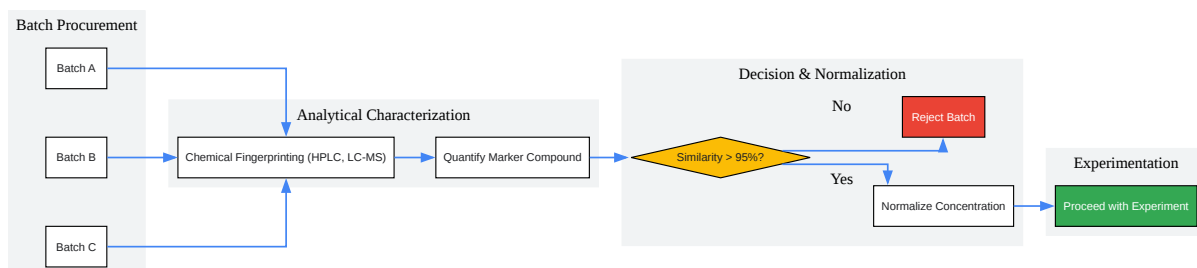 Batch Procurement
Batch A
Batch B
Batch C
Analytical Characterization
Chemical Fingerprinting (HPLC, LC-MS)
Quantify Marker Compound
Decision & Normalization
Similarity > 95%?
No
Reject Batch
Yes
Normalize Concentration
Experimentation
Proceed with Experiment